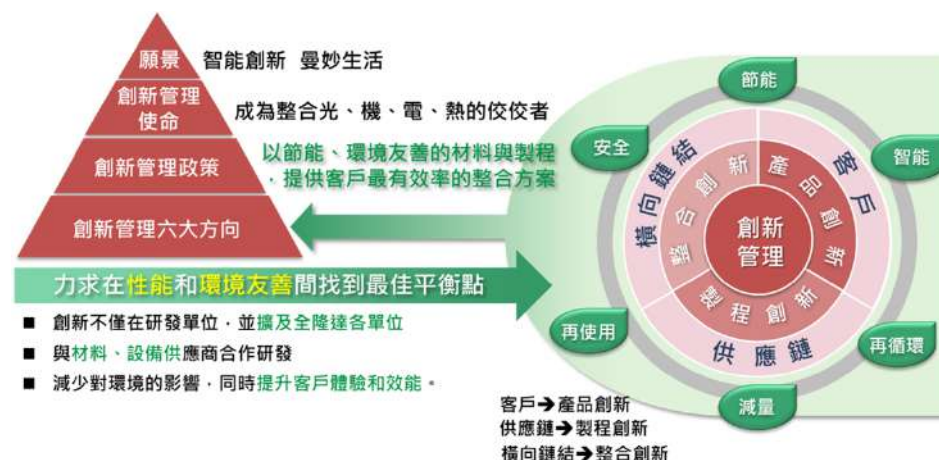 願景
智能創新 曼妙生活
創新管理
使命
成為整合光、機、電、熱的佼佼者
創新管理政策
以節能、環境友善的材料與製程
，提供客戶最有效率的整合方案
創新管理六大方向
力求在性能和環境友善間找到最佳平衡點
■ 創新不僅在研發單位，並擴及全隆達各單位
■ 與材料、設備供應商合作研發
■ 減少對環境的影響，同時提升客戶體驗和效能。
節能
智能
再循環
減量
再使用
安全
橫向鏈結
客戶
供應鏈
整合創新
產品創新
製程創新
創新
管理
客戶➔產品創新
供應鏈➔製程創新
橫向鏈結➔整合創新